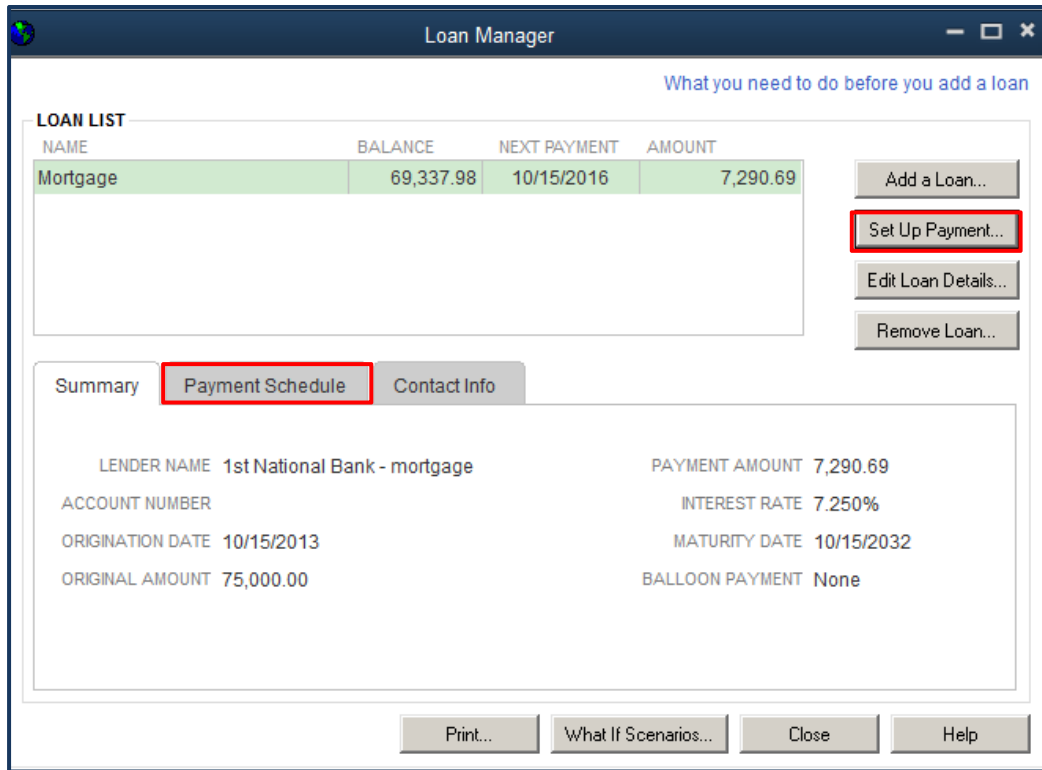 Loan Manager
What you need to do before you add a loan
LOAN LIST
NAME BALANCE NEXT PAYMENT AMOUNT
Mortgage 69,337.98 10/15/2016 7,290.69
Add a Loan...
Set Up Payment...
Edit Loan Details...
Remove Loan...
Summary Payment Schedule Contact Info
LENDER NAME 1st National Bank - mortgage PAYMENT AMOUNT 7,290.69
ACCOUNT NUMBER INTEREST RATE 7.250%
ORIGINATION DATE 10/15/2013 MATURITY DATE 10/15/2032
ORIGINAL AMOUNT 75,000.00 BALLOON PAYMENT None
Print... What If Scenarios... Close Help